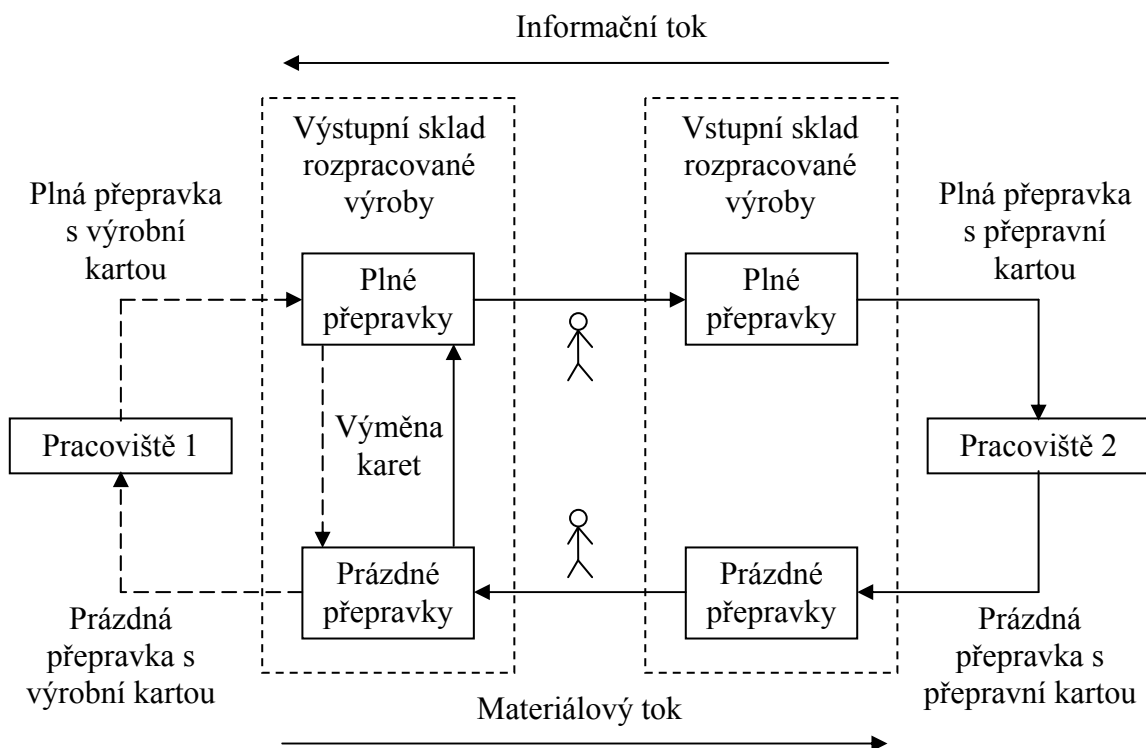 Informační tok
Výstupní sklad
rozpracované
výroby
Vstupní sklad
rozpracované
výroby
Plná přepravka
s výrobní
kartou
Plná přepravka
s přepravní
kartou
Plné
přepravky
Plné
přepravky
Pracoviště 1
Výměna
karet
Pracoviště 2
Prázdné
přepravky
Prázdné
přepravky
Prázdná
přepravka s
výrobní kartou
Prázdná
přepravka s
přepravní kartou
Materiálový tok